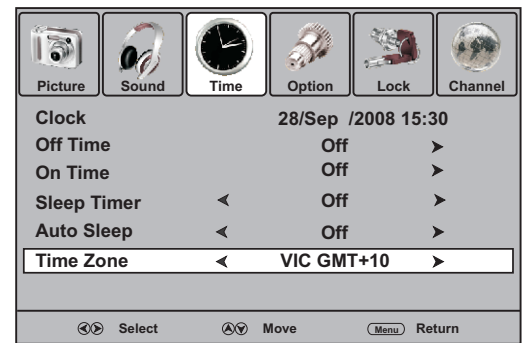 Picture Sound Time Option Lock Channel
Clock 28/Sep /2008 15:30
Off Time Off
On Time Off
Sleep Timer Off
Auto Sleep Off
Time Zone VIC GMT+10
Select Move Menu Return